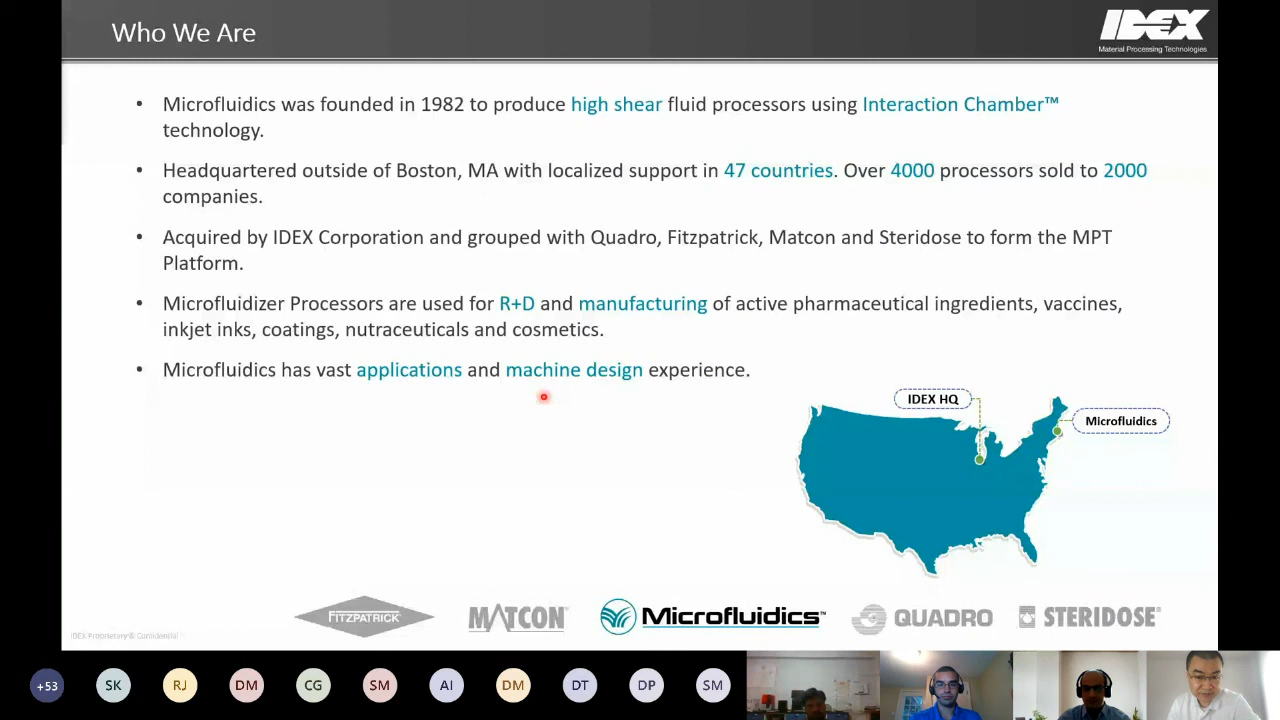 Who We Are
IDEX
Material Processing Technologies
• Microfluidics was founded in 1982 to produce high shear fluid processors using Interaction Chamber™
technology.
• Headquartered outside of Boston, MA with localized support in 47 countries. Over 4000 processors sold to 2000
companies.
• Acquired by IDEX Corporation and grouped with Quadro, Fitzpatrick, Matcon and Steridose to form the MPT
Platform.
• Microfluidizer Processors are used for R+D and manufacturing of active pharmaceutical ingredients, vaccines,
inkjet inks, coatings, nutraceuticals and cosmetics.
• Microfluidics has vast applications and machine design experience.
IDEX HQ
Microfluidics
FITZPATRICK
MATCON
Microfluidics™
QUADRO
STERIDOSE
IDEX Proprietary & Confidential
+53
SK
RJ
DM
CG
SM
AI
DM
DT
DP
SM